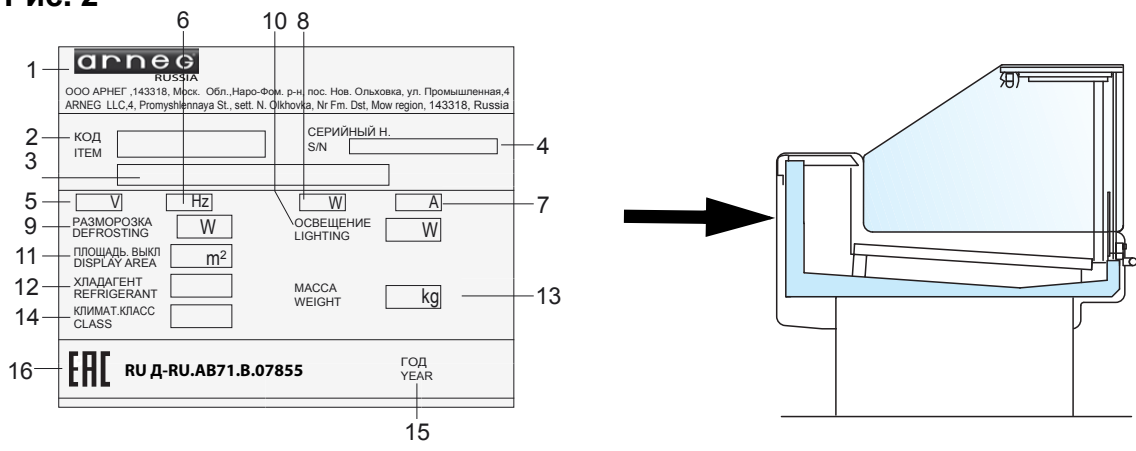 Рис. 2
6 10 8
1 arneg
RUSSIA
ООО АРНЕГ ,143318, Моск. Обл.,Наро-Фом. р-н, пос. Нов. Ольховка, ул. Промышленная,4
ARNEG LLC,4, Promyshlennaya St., sett. N. Olkhovka, Nr Fm. Dst, Mow region, 143318, Russia
2 КОД СЕРИЙНЫЙ Н.
ITEM S/N 4
3
5 V Hz W A 7
9 РАЗМОРОЗКА W ОСВЕЩЕНИЕ W
DEFROSTING LIGHTING
11 ПЛОЩАДЬ. ВЫКЛ m²
DISPLAY AREA
12 ХЛАДАГЕНТ МАССА kg 13
REFRIGERANT WEIGHT
14 КЛИМАТ.КЛАСС
CLASS
16 EAC RU Д-RU.AB71.B.07855 ГОД
YEAR
15